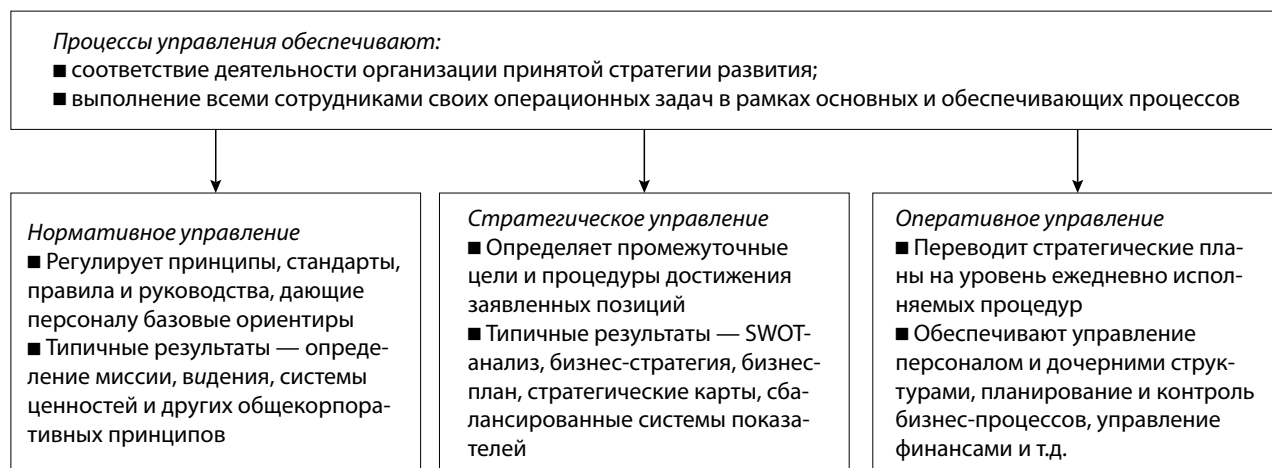 Процессы управления обеспечивают:
■ соответствие деятельности организации принятой стратегии развития;
■ выполнение всеми сотрудниками своих операционных задач в рамках основных и обеспечивающих процессов
Нормативное управление
■ Регулирует принципы, стандарты,
правила и руководства, дающие
персоналу базовые ориентиры
■ Типичные результаты — опреде-
ление миссии, видения, системы
ценностей и других общекорпора-
тивных принципов
Стратегическое управление
■ Определяет промежуточные
цели и процедуры достижения
заявленных позиций
■ Типичные результаты — SWOT-
анализ, бизнес-стратегия, бизнес-
план, стратегические карты, сба-
лансированные системы показа-
телей
Оперативное управление
■ Переводит стратегические пла-
ны на уровень ежедневно испол-
няемых процедур
■ Обеспечивают управление
персоналом и дочерними струк-
турами, планирование и контроль
бизнес-процессов, управление
финансами и т.д.